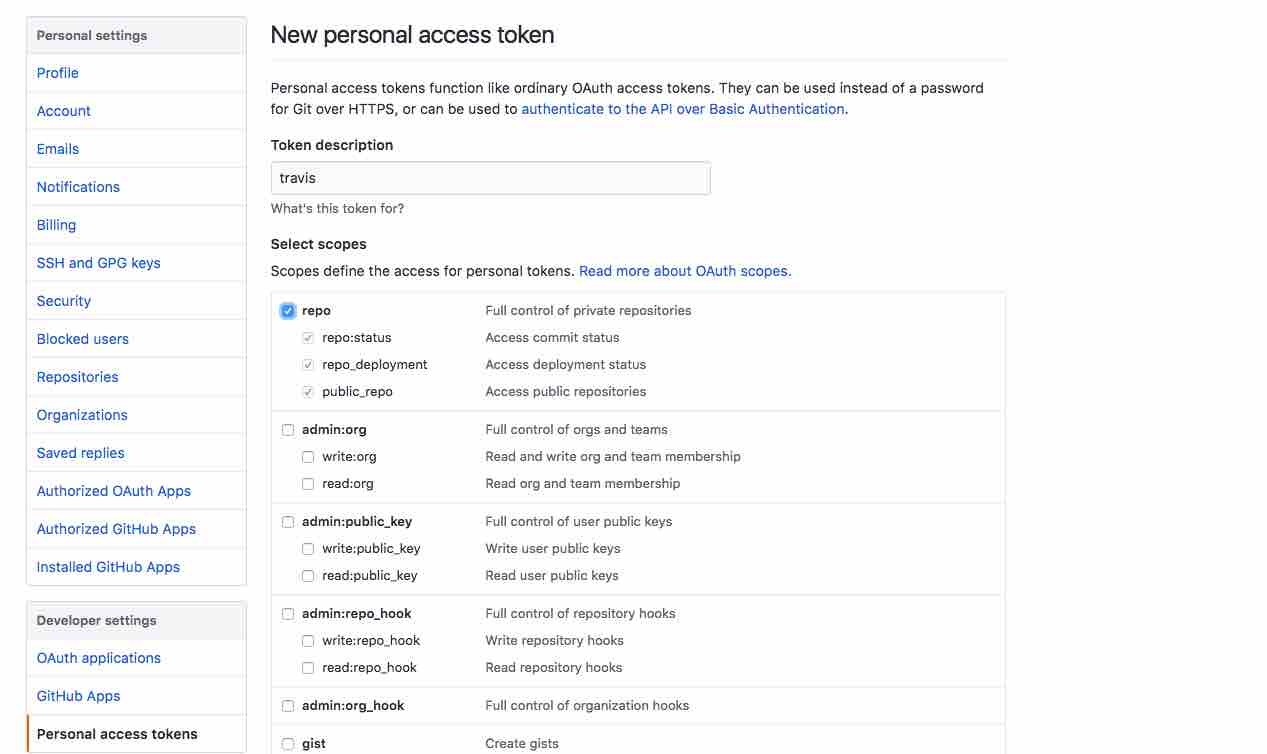 Personal settings
Profile
Account
Emails
Notifications
Billing
SSH and GPG keys
Security
Blocked users
Repositories
Organizations
Saved replies
Authorized OAuth Apps
Authorized GitHub Apps
Installed GitHub Apps
Developer settings
OAuth applications
GitHub Apps
Personal access tokens
New personal access token
Personal access tokens function like ordinary OAuth access tokens. They can be used instead of a password
for Git over HTTPS, or can be used to authenticate to the API over Basic Authentication.
Token description
travis
What's this token for?
Select scopes
Scopes define the access for personal tokens. Read more about OAuth scopes.
repo Full control of private repositories
repo:status Access commit status
repo_deployment Access deployment status
public_repo Access public repositories
admin:org Full control of orgs and teams
write:org Read and write org and team membership
read:org Read org and team membership
admin:public_key Full control of user public keys
write:public_key Write user public keys
read:public_key Read user public keys
admin:repo_hook Full control of repository hooks
write:repo_hook Write repository hooks
read:repo_hook Read repository hooks
admin:org_hook Full control of organization hooks
gist Create gists